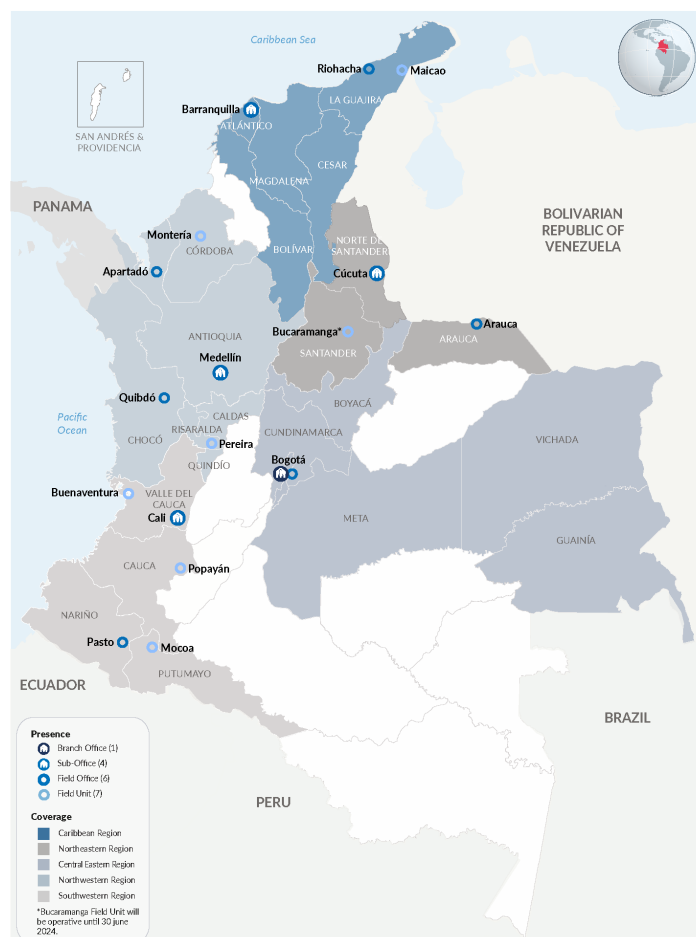 Caribbean Sea
Riohacha
Maicao
LA GUAJIRA
Barranquilla
ATLÁNTICO
SAN ANDRÉS &
PROVIDENCIA
CESAR
MAGDALENA
PANAMA
BOLIVARIAN
REPUBLIC OF
VENEZUELA
Montería
CÓRDOBA
BOLÍVAR
NORTE DE
SANTANDER
Apartadó
Cúcuta
ANTIOQUIA
Bucaramanga*
Arauca
ARAUCA
SANTANDER
Medellín
Quibdó
BOYACÁ
Pacific
Ocean
CALDAS
RISARALDA
CHOCÓ
Pereira
CUNDINAMARCA
VICHADA
QUINDÍO
Bogotá
Buenaventura
VALLE DEL
CAUCA
Cali
META
GUAINÍA
CAUCA
Popayán
NARIÑO
Pasto
Mocoa
PUTUMAYO
ECUADOR
BRAZIL
PERU
Presence
Branch Office (1)
Sub-Office (4)
Field Office (6)
Field Unit (7)
Coverage
Caribbean Region
Northeastern Region
Central Eastern Region
Northwestern Region
Southwestern Region
*Bucaramanga Field Unit will
be operative until 30 june
2024.